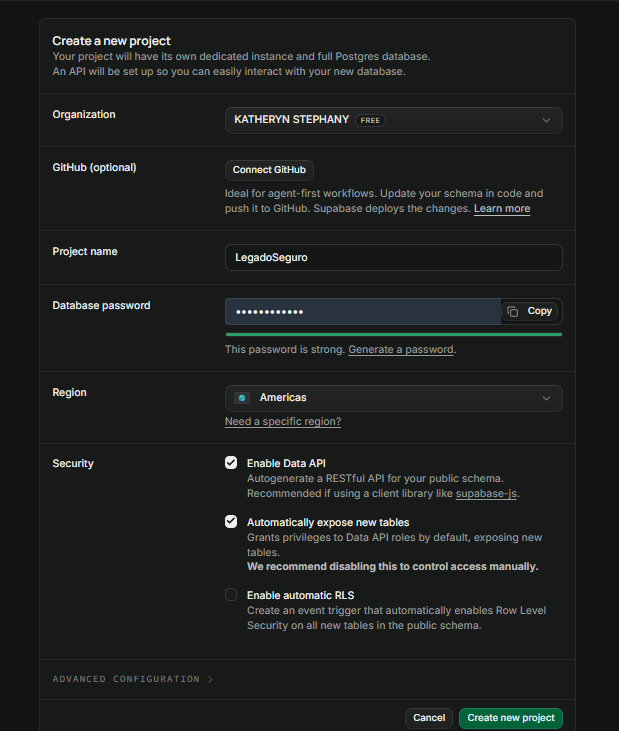 Create a new project
Your project will have its own dedicated instance and full Postgres database.
An API will be set up so you can easily interact with your new database.
Organization
KATHERYN STEPHANY FREE
GitHub (optional)
Connect GitHub
Ideal for agent-first workflows. Update your schema in code and
push it to GitHub. Supabase deploys the changes. Learn more
Project name
LegadoSeguro
Database password
••••••••••••
Copy
This password is strong. Generate a password.
Region
Americas
Need a specific region?
Security
Enable Data API
Autogenerate a RESTful API for your public schema.
Recommended if using a client library like supabase-js.
Automatically expose new tables
Grants privileges to Data API roles by default, exposing new
tables.
We recommend disabling this to control access manually.
Enable automatic RLS
Create an event trigger that automatically enables Row Level
Security on all new tables in the public schema.
ADVANCED CONFIGURATION
Cancel
Create new project